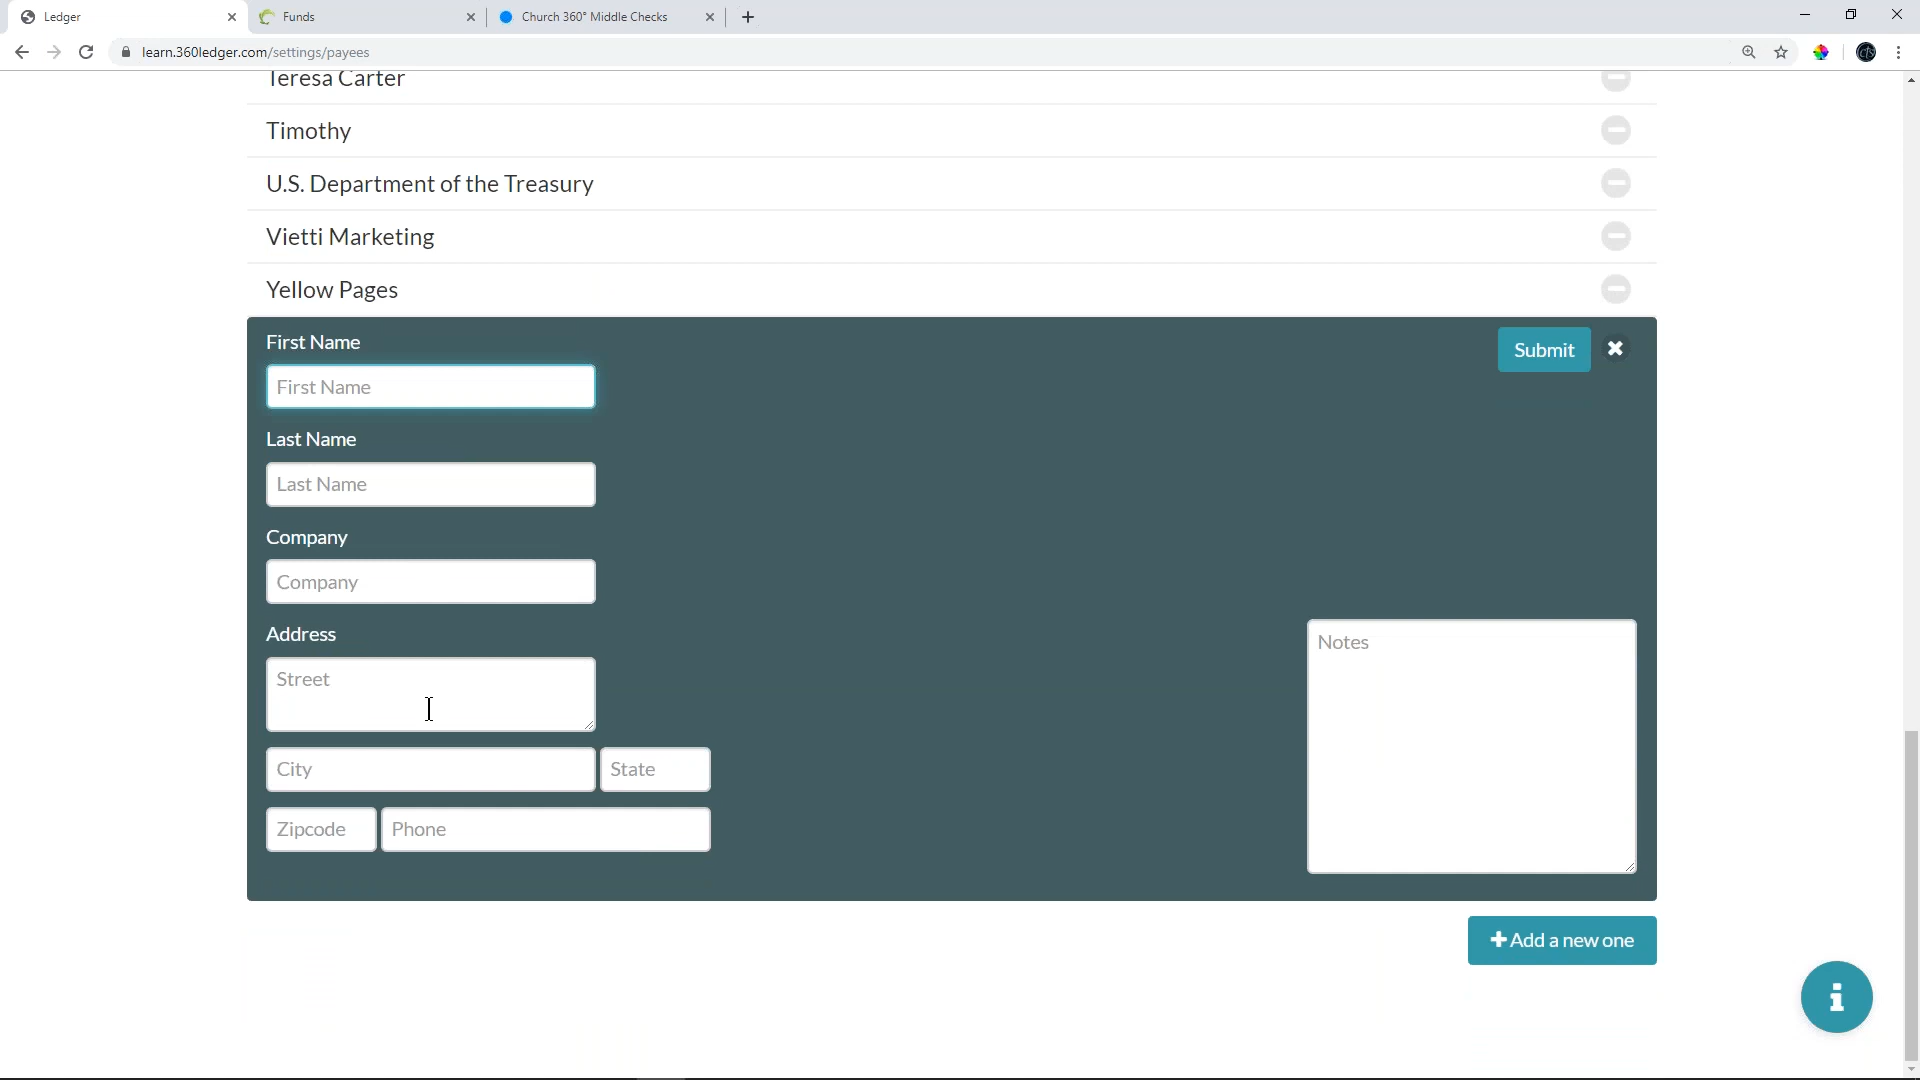 Ledger
Funds
Church 360° Middle Checks
learn.360ledger.com/settings/payees
Teresa Carter
Timothy
U.S. Department of the Treasury
Vietti Marketing
Yellow Pages
First Name
Submit
First Name
Last Name
Last Name
Company
Company
Address
Street
Notes
City
State
Zipcode
Phone
Add a new one